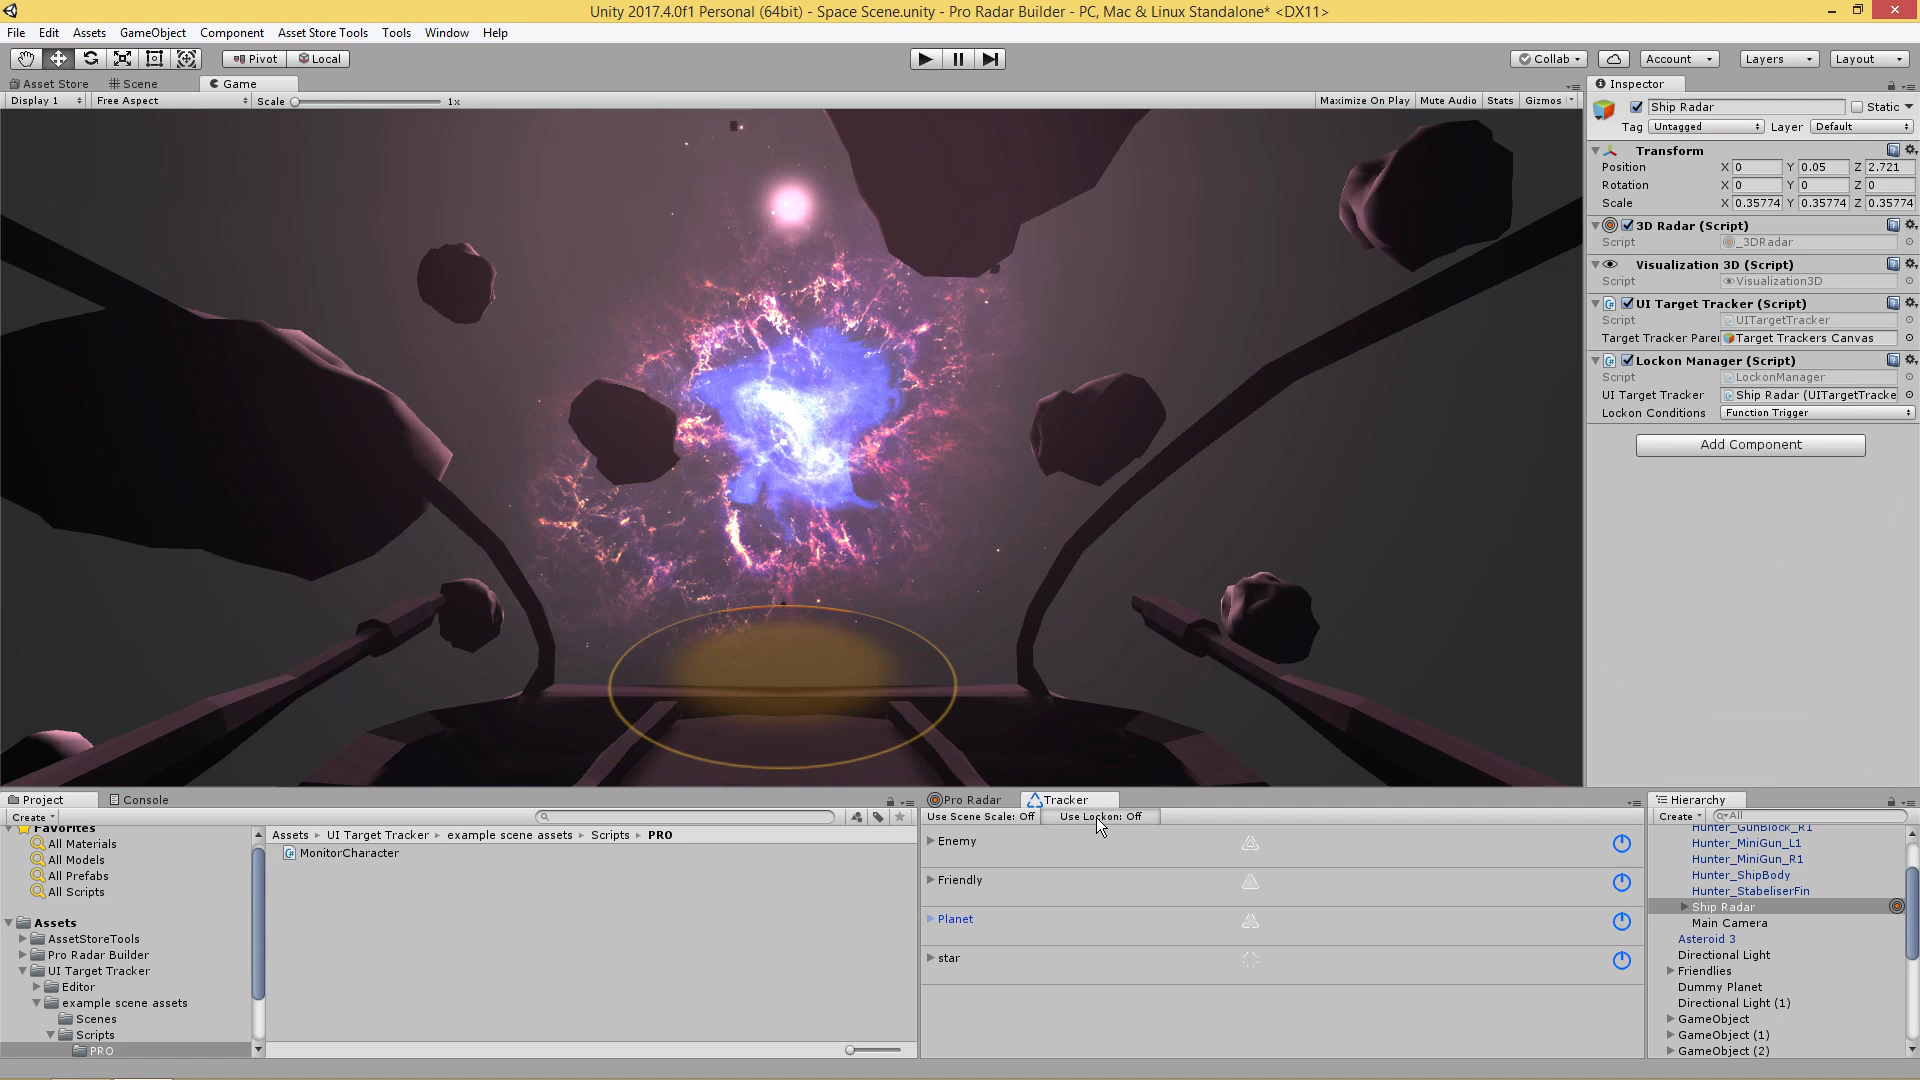 Unity 2017.4.0f1 Personal (64bit) - Space Scene.unity - Pro Radar Builder - PC, Mac & Linux Standalone* <DX11>
File Edit Assets GameObject Component Asset Store Tools Tools Window Help
Pivot Local Collab Account Layers Layout
Asset Store Scene Game
Display 1 Free Aspect Scale 1x Maximize On Play Mute Audio Stats Gizmos
Inspector
Ship Radar Static
Tag Untagged Layer Default
Transform
Position X 0 Y 0.05 Z 2.721
Rotation X 0 Y 0 Z 0
Scale X 0.35774 Y 0.35774 Z 0.35774
3D Radar (Script)
Script _3DRadar
Visualization 3D (Script)
Script Visualization3D
UI Target Tracker (Script)
Script UITargetTracker
Target Tracker Pare Target Trackers Canvas
Lockon Manager (Script)
Script LockonManager
UI Target Tracker Ship Radar (UITargetTracke
Lockon Conditions Function Trigger
Add Component
Project Console
Create
Favorites
All Materials
All Models
All Prefabs
All Scripts
Assets
AssetStoreTools
Pro Radar Builder
UI Target Tracker
Editor
example scene assets
Scenes
Scripts
PRO
Assets UI Target Tracker example scene assets Scripts PRO
MonitorCharacter
Pro Radar Tracker
Use Scene Scale: Off Use Lockon: Off
Enemy
Friendly
Planet
star
Hierarchy
Create All
Hunter_GunBlock_R1
Hunter_MiniGun_L1
Hunter_MiniGun_R1
Hunter_ShipBody
Hunter_StabeliserFin
Ship Radar
Main Camera
Asteroid 3
Directional Light
Friendlies
Dummy Planet
Directional Light (1)
GameObject
GameObject (1)
GameObject (2)